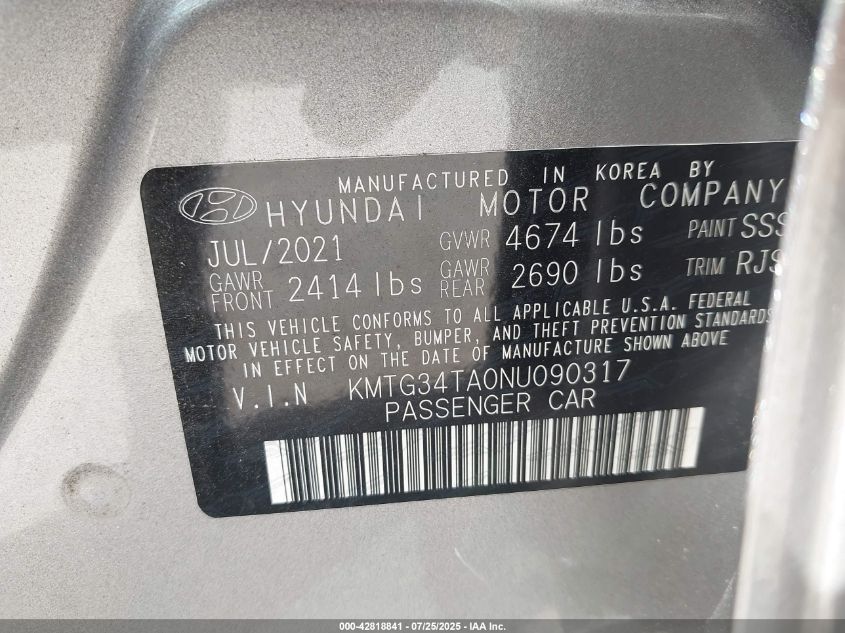 MANUFACTURED IN KOREA BY
HYUNDAI MOTOR COMPANY
JUL/2021 GVWR 4674 lbs PAINT SSS
GAWR FRONT 2414 lbs GAWR REAR 2690 lbs TRIM RJS
THIS VEHICLE CONFORMS TO ALL APPLICABLE U.S.A. FEDERAL
MOTOR VEHICLE SAFETY, BUMPER, AND THEFT PREVENTION STANDARDS
IN EFFECT ON THE DATE OF MANUFACTURE SHOWN ABOVE
V.I.N KMTG34TA0NU090317
PASSENGER CAR
000-42818841 - 07/25/2025 - IAA Inc.